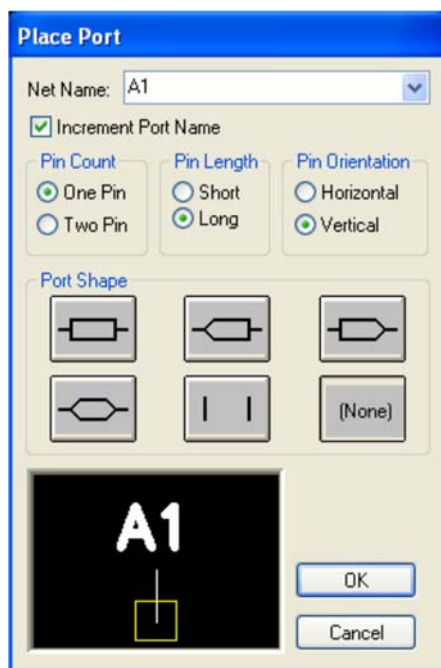 Place Port
Net Name: A1
Increment Port Name
Pin Count Pin Length Pin Orientation
One Pin Short Horizontal
Two Pin Long Vertical
Port Shape
(None)
A1
OK
Cancel